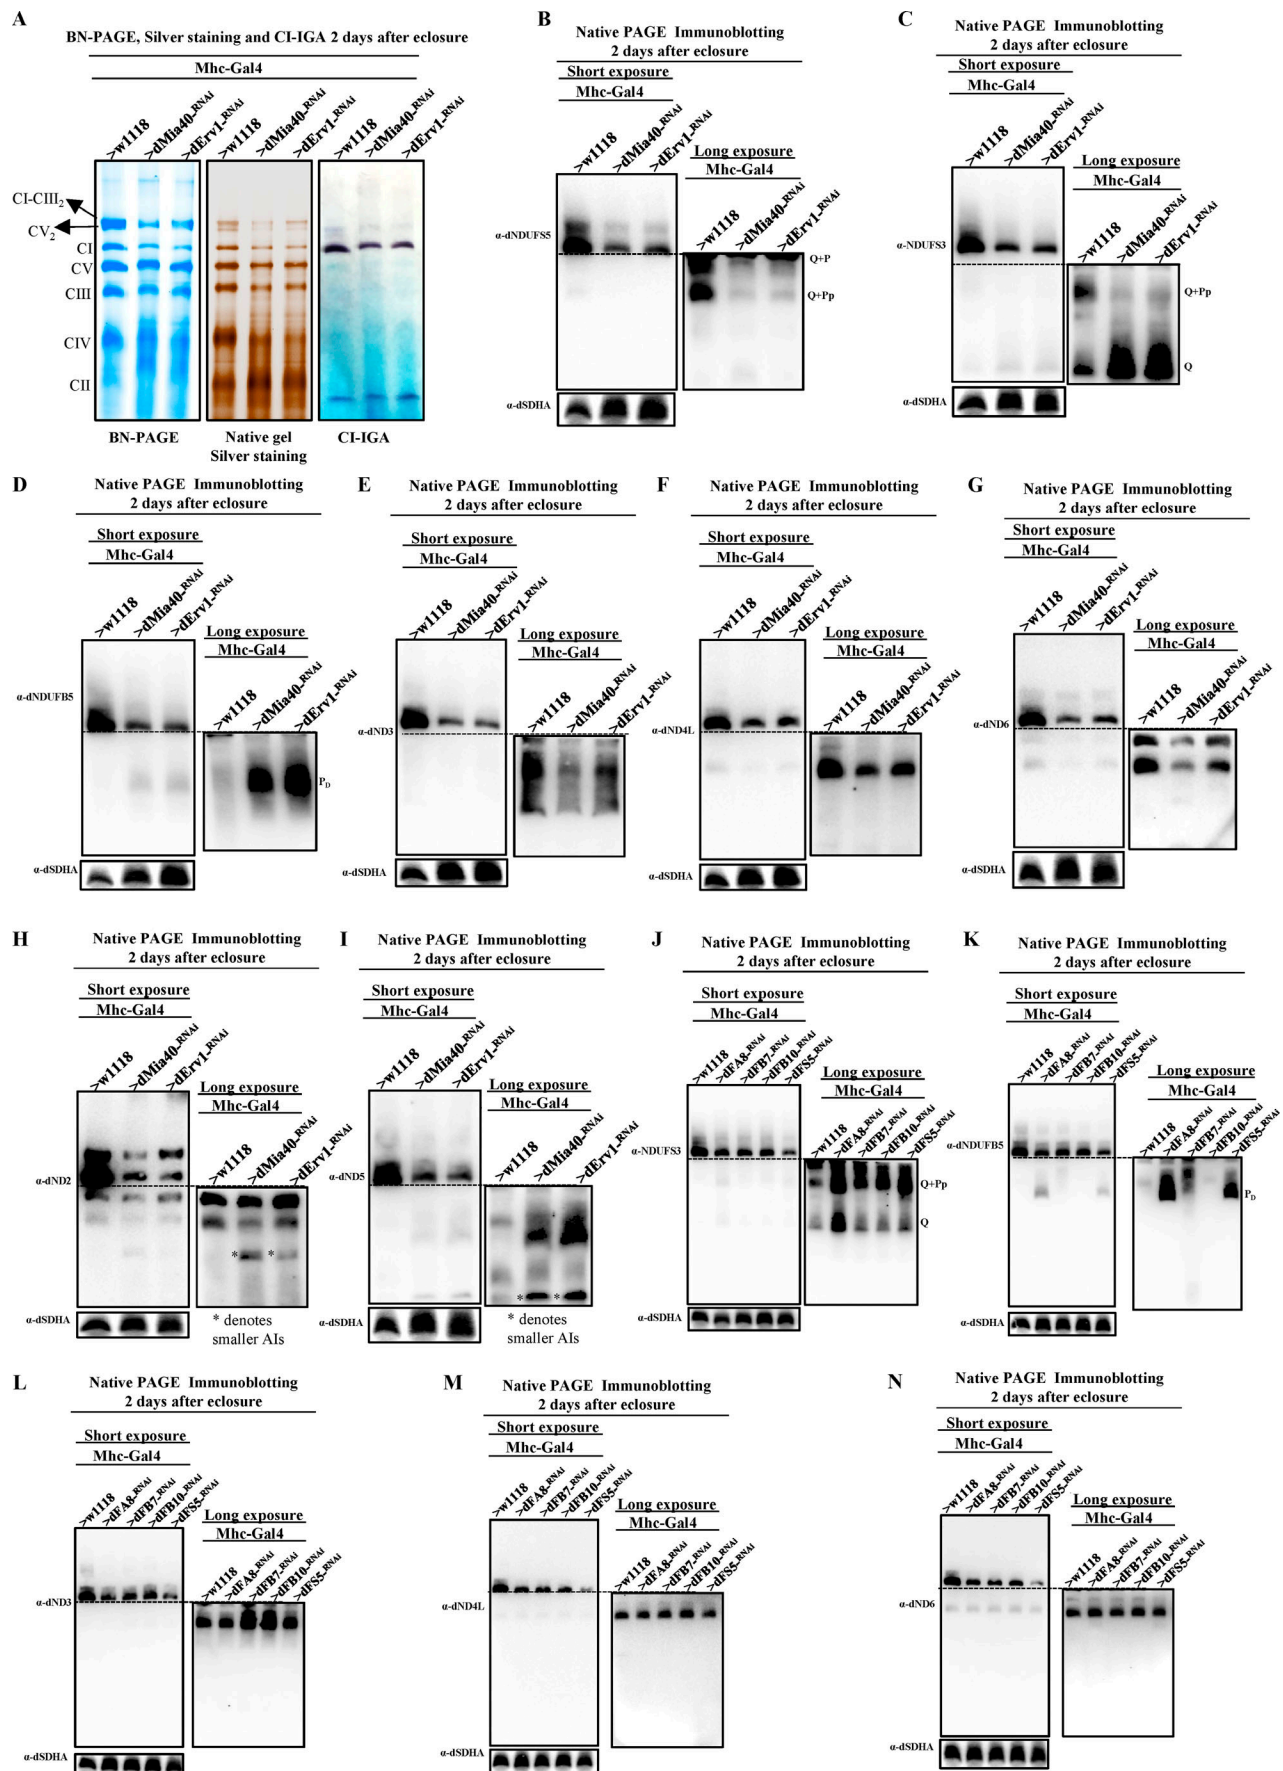 A
BN-PAGE, Silver staining and CI-IGA 2 days after eclosure
Mhc-Gal4
>w1118
>dMia40-RNAi
>dErv1-RNAi
>w1118
>dMia40-RNAi
>dErv1-RNAi
>w1118
>dMia40-RNAi
>dErv1-RNAi
CI-CIII2
CV2
CI
CV
CIII
CIV
CII
BN-PAGE
Native gel
Silver staining
CI-IGA
B
Native PAGE Immunoblotting
2 days after eclosure
Short exposure
Mhc-Gal4
>w1118
>dMia40-RNAi
>dErv1-RNAi
Long exposure
Mhc-Gal4
>w1118
>dMia40-RNAi
>dErv1-RNAi
α-dNDUFS5
Q+P
Q+Pp
α-dSDHA
C
Native PAGE Immunoblotting
2 days after eclosure
Short exposure
Mhc-Gal4
>w1118
>dMia40-RNAi
>dErv1-RNAi
Long exposure
Mhc-Gal4
>w1118
>dMia40-RNAi
>dErv1-RNAi
α-NDUFS3
Q+Pp
Q
α-dSDHA
D
Native PAGE Immunoblotting
2 days after eclosure
Short exposure
Mhc-Gal4
>w1118
>dMia40-RNAi
>dErv1-RNAi
Long exposure
Mhc-Gal4
>w1118
>dMia40-RNAi
>dErv1-RNAi
α-dNDUFB5
PD
α-dSDHA
E
Native PAGE Immunoblotting
2 days after eclosure
Short exposure
Mhc-Gal4
>w1118
>dMia40-RNAi
>dErv1-RNAi
Long exposure
Mhc-Gal4
>w1118
>dMia40-RNAi
>dErv1-RNAi
α-dND3
α-dSDHA
F
Native PAGE Immunoblotting
2 days after eclosure
Short exposure
Mhc-Gal4
>w1118
>dMia40-RNAi
>dErv1-RNAi
Long exposure
Mhc-Gal4
>w1118
>dMia40-RNAi
>dErv1-RNAi
α-dND4L
α-dSDHA
G
Native PAGE Immunoblotting
2 days after eclosure
Short exposure
Mhc-Gal4
>w1118
>dMia40-RNAi
>dErv1-RNAi
Long exposure
Mhc-Gal4
>w1118
>dMia40-RNAi
>dErv1-RNAi
α-dND6
α-dSDHA
H
Native PAGE Immunoblotting
2 days after eclosure
Short exposure
Mhc-Gal4
>w1118
>dMia40-RNAi
>dErv1-RNAi
Long exposure
Mhc-Gal4
>w1118
>dMia40-RNAi
>dErv1-RNAi
α-dND2
* *
α-dSDHA
* denotes
smaller AIs
I
Native PAGE Immunoblotting
2 days after eclosure
Short exposure
Mhc-Gal4
>w1118
>dMia40-RNAi
>dErv1-RNAi
Long exposure
Mhc-Gal4
>w1118
>dMia40-RNAi
>dErv1-RNAi
α-dND5
* *
α-dSDHA
* denotes
smaller AIs
J
Native PAGE Immunoblotting
2 days after eclosure
Short exposure
Mhc-Gal4
>w1118
>dFA8-RNAi
>dFB7-RNAi
>dFB10-RNAi
>dFS5-RNAi
Long exposure
Mhc-Gal4
>w1118
>dFA8-RNAi
>dFB7-RNAi
>dFB10-RNAi
>dFS5-RNAi
α-NDUFS3
Q+Pp
Q
α-dSDHA
K
Native PAGE Immunoblotting
2 days after eclosure
Short exposure
Mhc-Gal4
>w1118
>dFA8-RNAi
>dFB7-RNAi
>dFB10-RNAi
>dFS5-RNAi
Long exposure
Mhc-Gal4
>w1118
>dFA8-RNAi
>dFB7-RNAi
>dFB10-RNAi
>dFS5-RNAi
α-dNDUFB5
PD
α-dSDHA
L
Native PAGE Immunoblotting
2 days after eclosure
Short exposure
Mhc-Gal4
>w1118
>dFA8-RNAi
>dFB7-RNAi
>dFB10-RNAi
>dFS5-RNAi
Long exposure
Mhc-Gal4
>w1118
>dFA8-RNAi
>dFB7-RNAi
>dFB10-RNAi
>dFS5-RNAi
α-dND3
α-dSDHA
M
Native PAGE Immunoblotting
2 days after eclosure
Short exposure
Mhc-Gal4
>w1118
>dFA8-RNAi
>dFB7-RNAi
>dFB10-RNAi
>dFS5-RNAi
Long exposure
Mhc-Gal4
>w1118
>dFA8-RNAi
>dFB7-RNAi
>dFB10-RNAi
>dFS5-RNAi
α-dND4L
α-dSDHA
N
Native PAGE Immunoblotting
2 days after eclosure
Short exposure
Mhc-Gal4
>w1118
>dFA8-RNAi
>dFB7-RNAi
>dFB10-RNAi
>dFS5-RNAi
Long exposure
Mhc-Gal4
>w1118
>dFA8-RNAi
>dFB7-RNAi
>dFB10-RNAi
>dFS5-RNAi
α-dND6
α-dSDHA